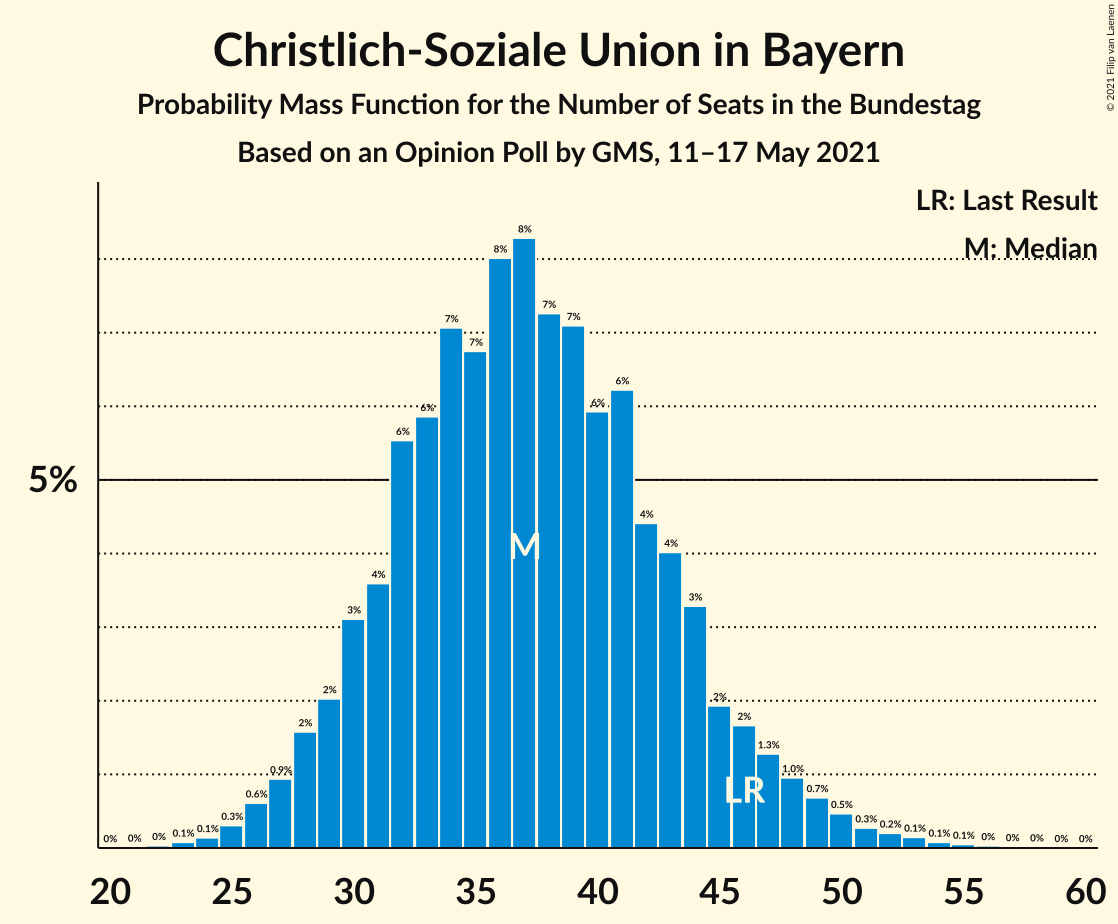 Christlich-Soziale Union in Bayern
Probability Mass Function for the Number of Seats in the Bundestag
Based on an Opinion Poll by GMS, 11–17 May 2021
© 2021 Filip van Laenen
LR: Last Result
M: Median
5%
0% 0% 0% 0.1% 0.1% 0.3% 0.6% 0.9% 2% 2% 3% 4% 6% 6% 7% 7% 8% 8% 7% 7% 6% 6% 4% 4% 3% 2% 2% 1.3% 1.0% 0.7% 0.5% 0.3% 0.2% 0.1% 0.1% 0.1% 0% 0% 0% 0% 0%
M
LR
20 25 30 35 40 45 50 55 60